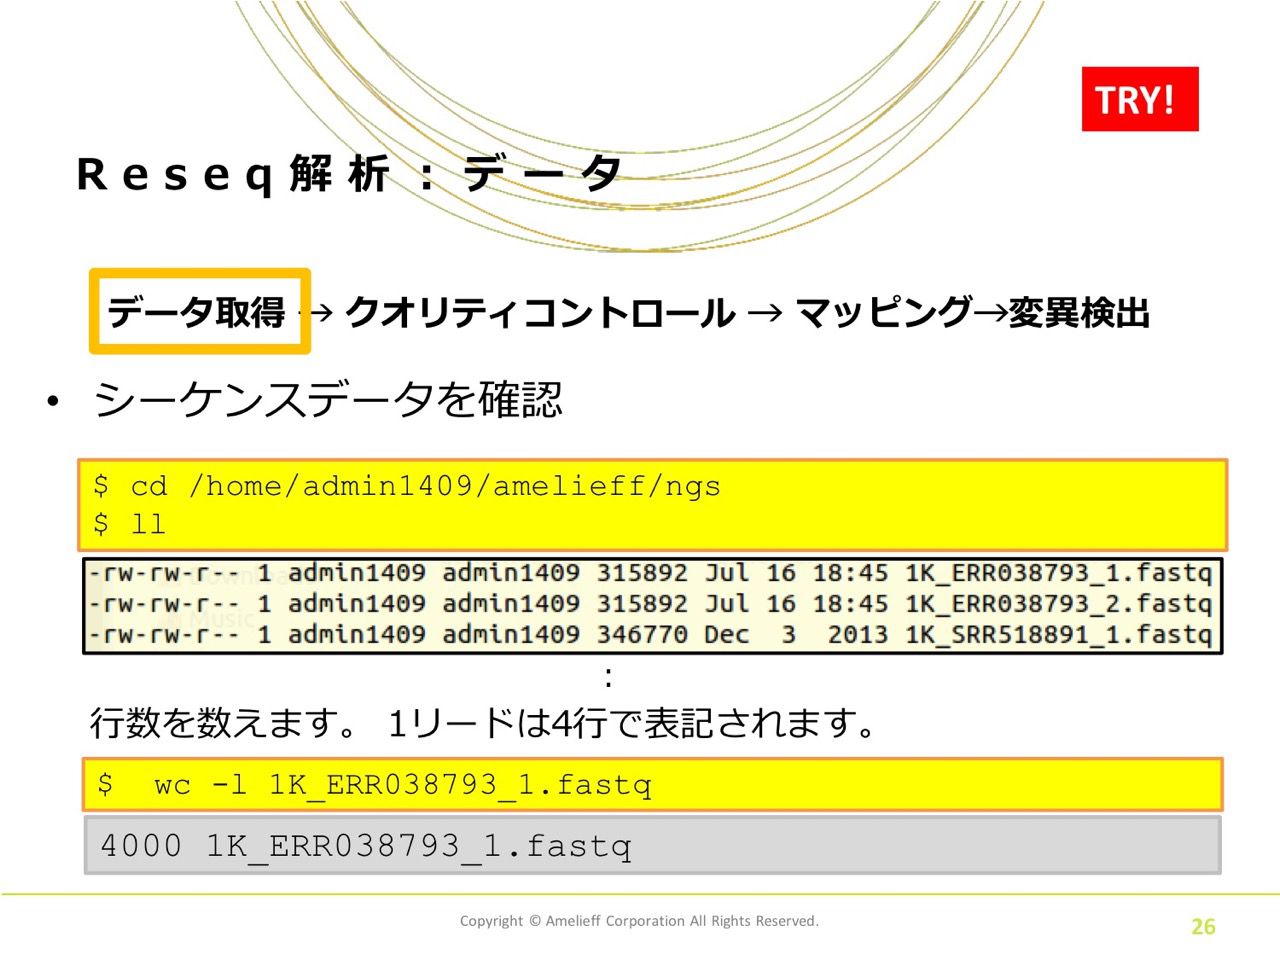 TRY!
Reseq解析：データ
データ取得 → クオリティコントロール → マッピング→変異検出
• シーケンスデータを確認
$ cd /home/admin1409/amelieff/ngs
$ ll
-rw-rw-r-- 1 admin1409 admin1409 315892 Jul 16 18:45 1K_ERR038793_1.fastq
-rw-rw-r-- 1 admin1409 admin1409 315892 Jul 16 18:45 1K_ERR038793_2.fastq
-rw-rw-r-- 1 admin1409 admin1409 346770 Dec  3  2013 1K_SRR518891_1.fastq
：
行数を数えます。 1リードは4行で表記されます。
$  wc -l 1K_ERR038793_1.fastq
4000 1K_ERR038793_1.fastq
Copyright © Amelieff Corporation All Rights Reserved.
26